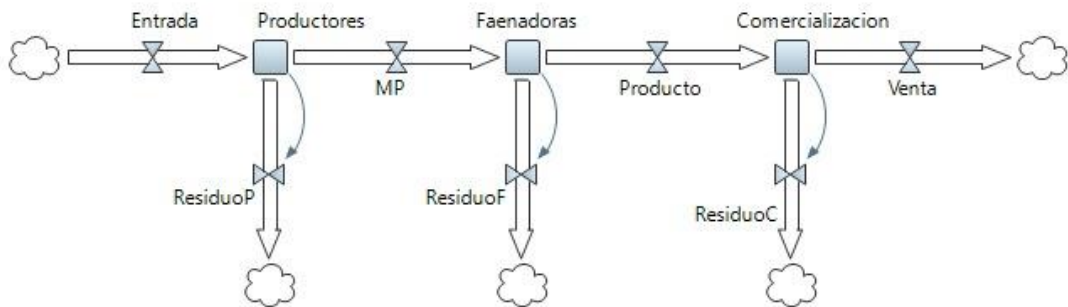 Entrada
Productores
Faenadoras
Comercializacion
MP
Producto
Venta
ResiduoP
ResiduoF
ResiduoC